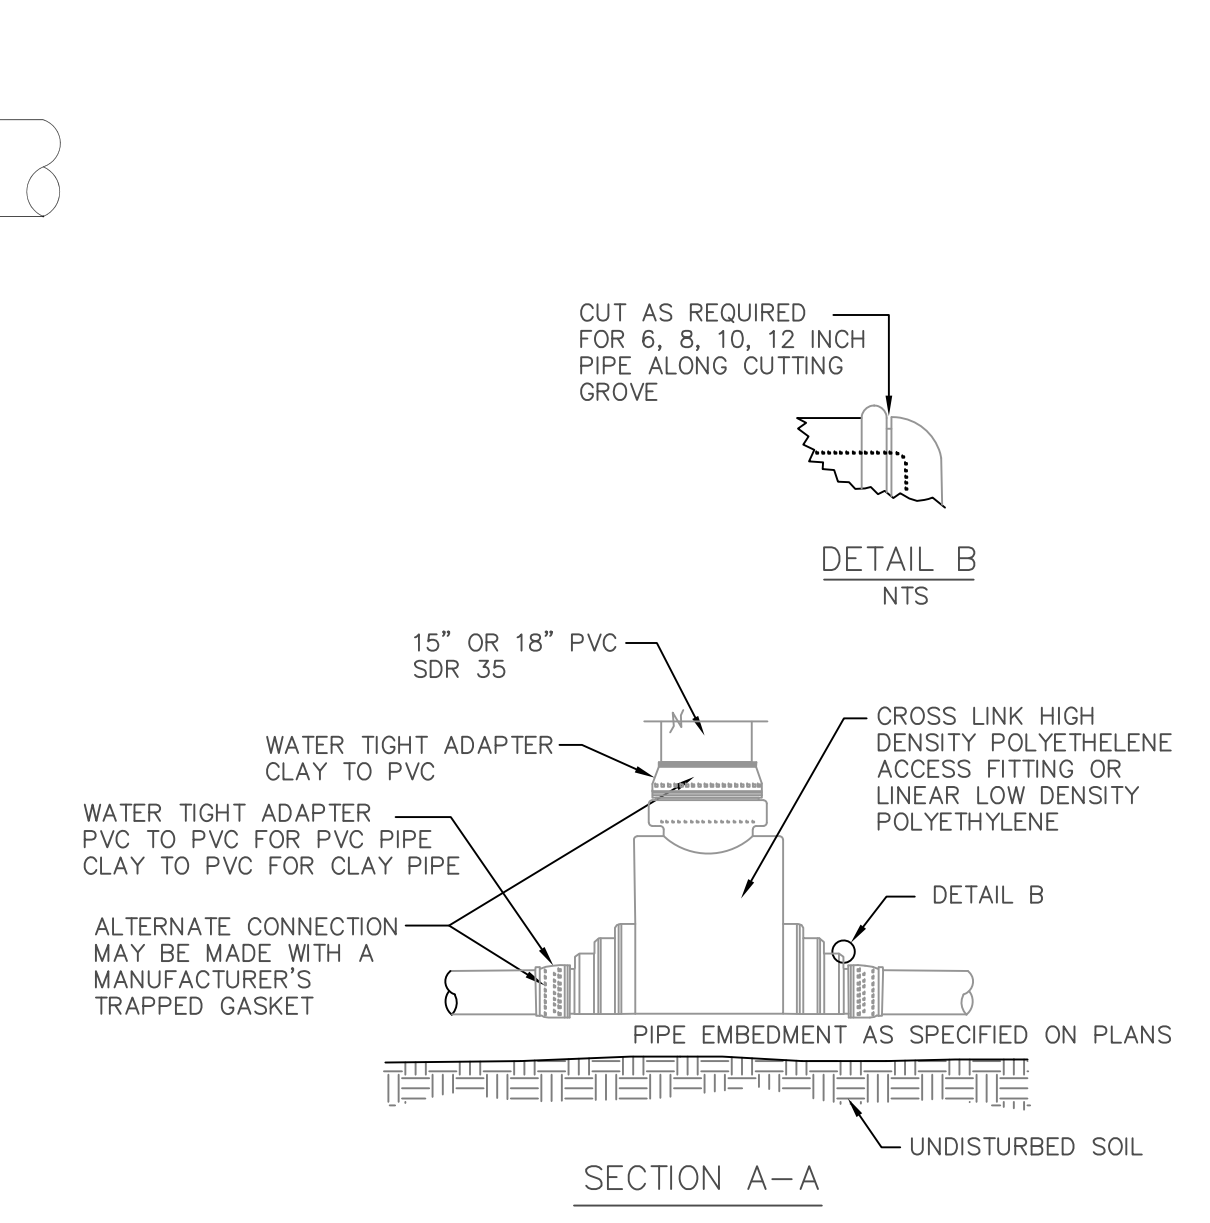 CUT AS REQUIRED
FOR 6, 8, 10, 12 INCH
PIPE ALONG CUTTING
GROVE
DETAIL B
NTS
15” OR 18” PVC
SDR 35
CROSS LINK HIGH
DENSITY POLYETHELENE
ACCESS FITTING OR
LINEAR LOW DENSITY
POLYETHYLENE
WATER TIGHT ADAPTER
CLAY TO PVC
WATER TIGHT ADAPTER
PVC TO PVC FOR PVC PIPE
CLAY TO PVC FOR CLAY PIPE
DETAIL B
ALTERNATE CONNECTION
MAY BE MADE WITH A
MANUFACTURER’S
TRAPPED GASKET
PIPE EMBEDMENT AS SPECIFIED ON PLANS
UNDISTURBED SOIL
SECTION A-A